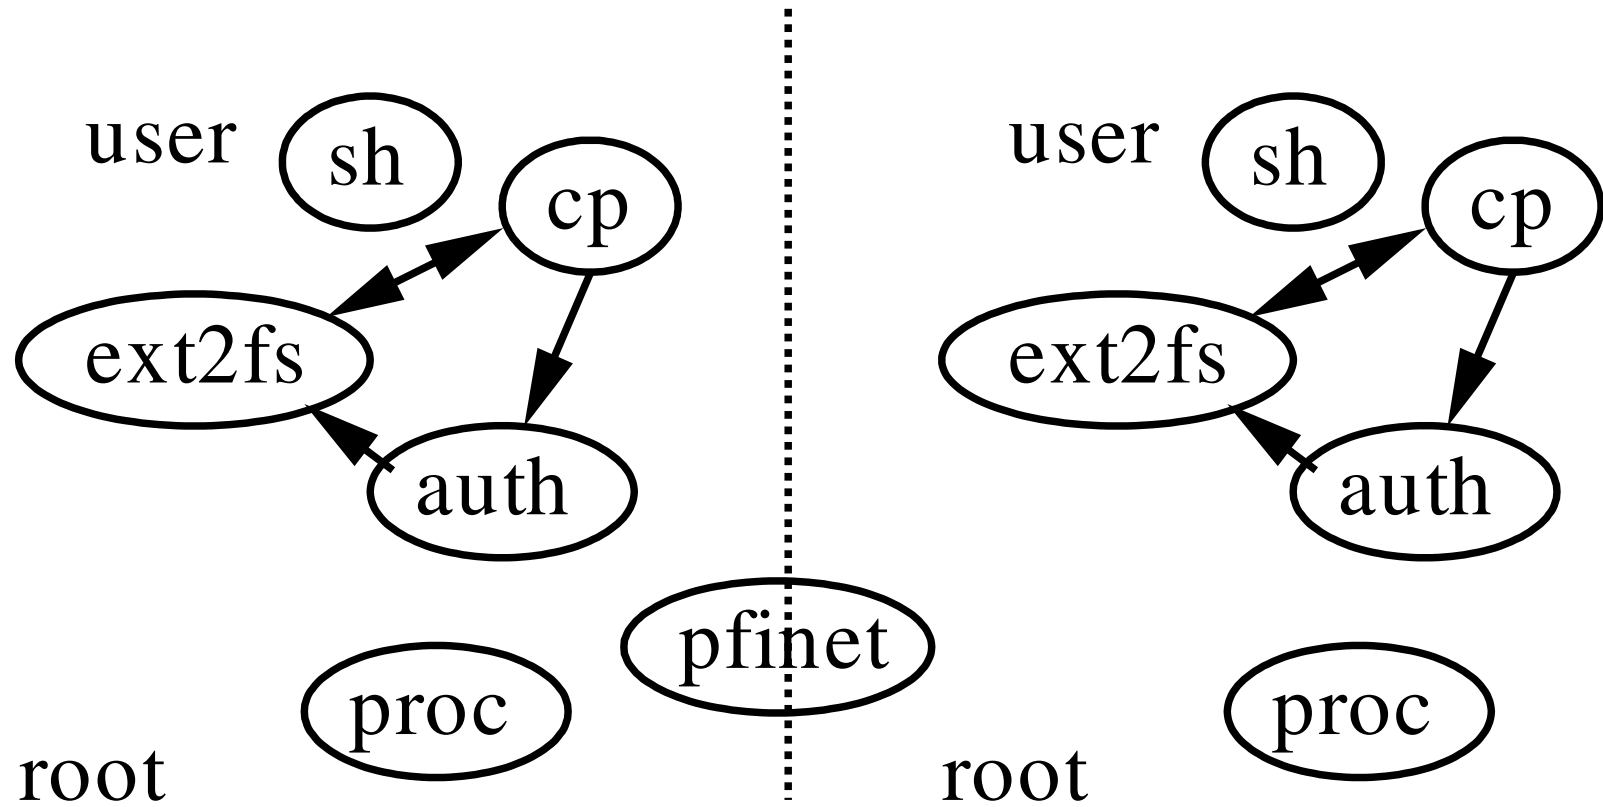 user
sh
cp
ext2fs
auth
proc
root
pfinet
user
sh
cp
ext2fs
auth
proc
root